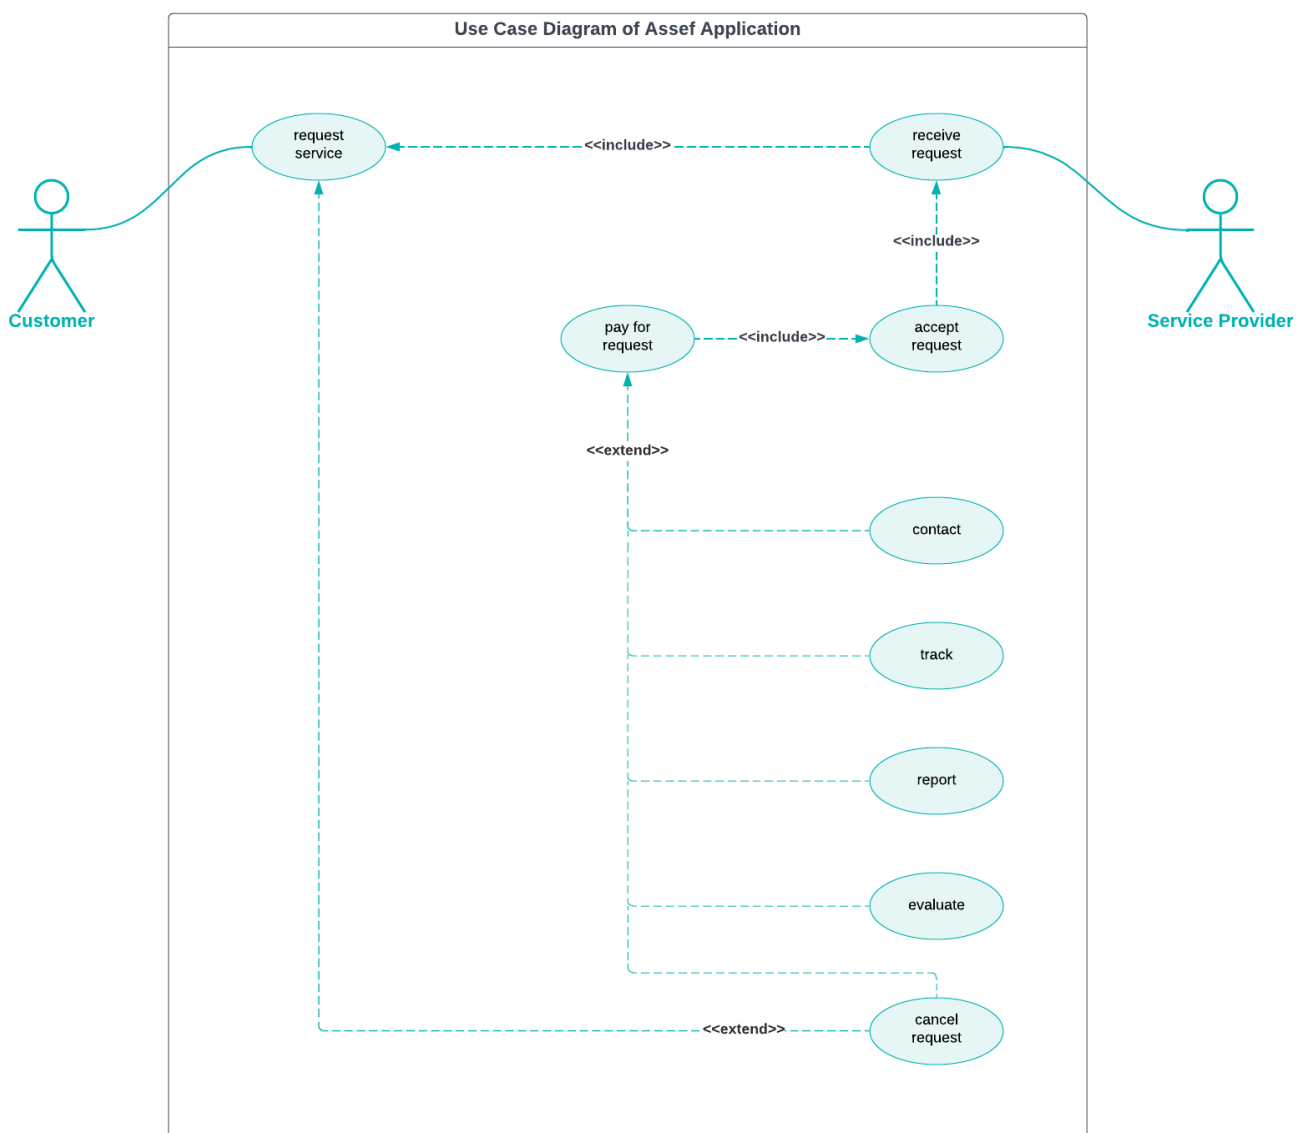 Use Case Diagram of Assef Application
request
service
<<include>>
receive
request
<<include>>
Customer
Service Provider
pay for
request
<<include>>
accept
request
<<extend>>
contact
track
report
evaluate
cancel
request
<<extend>>